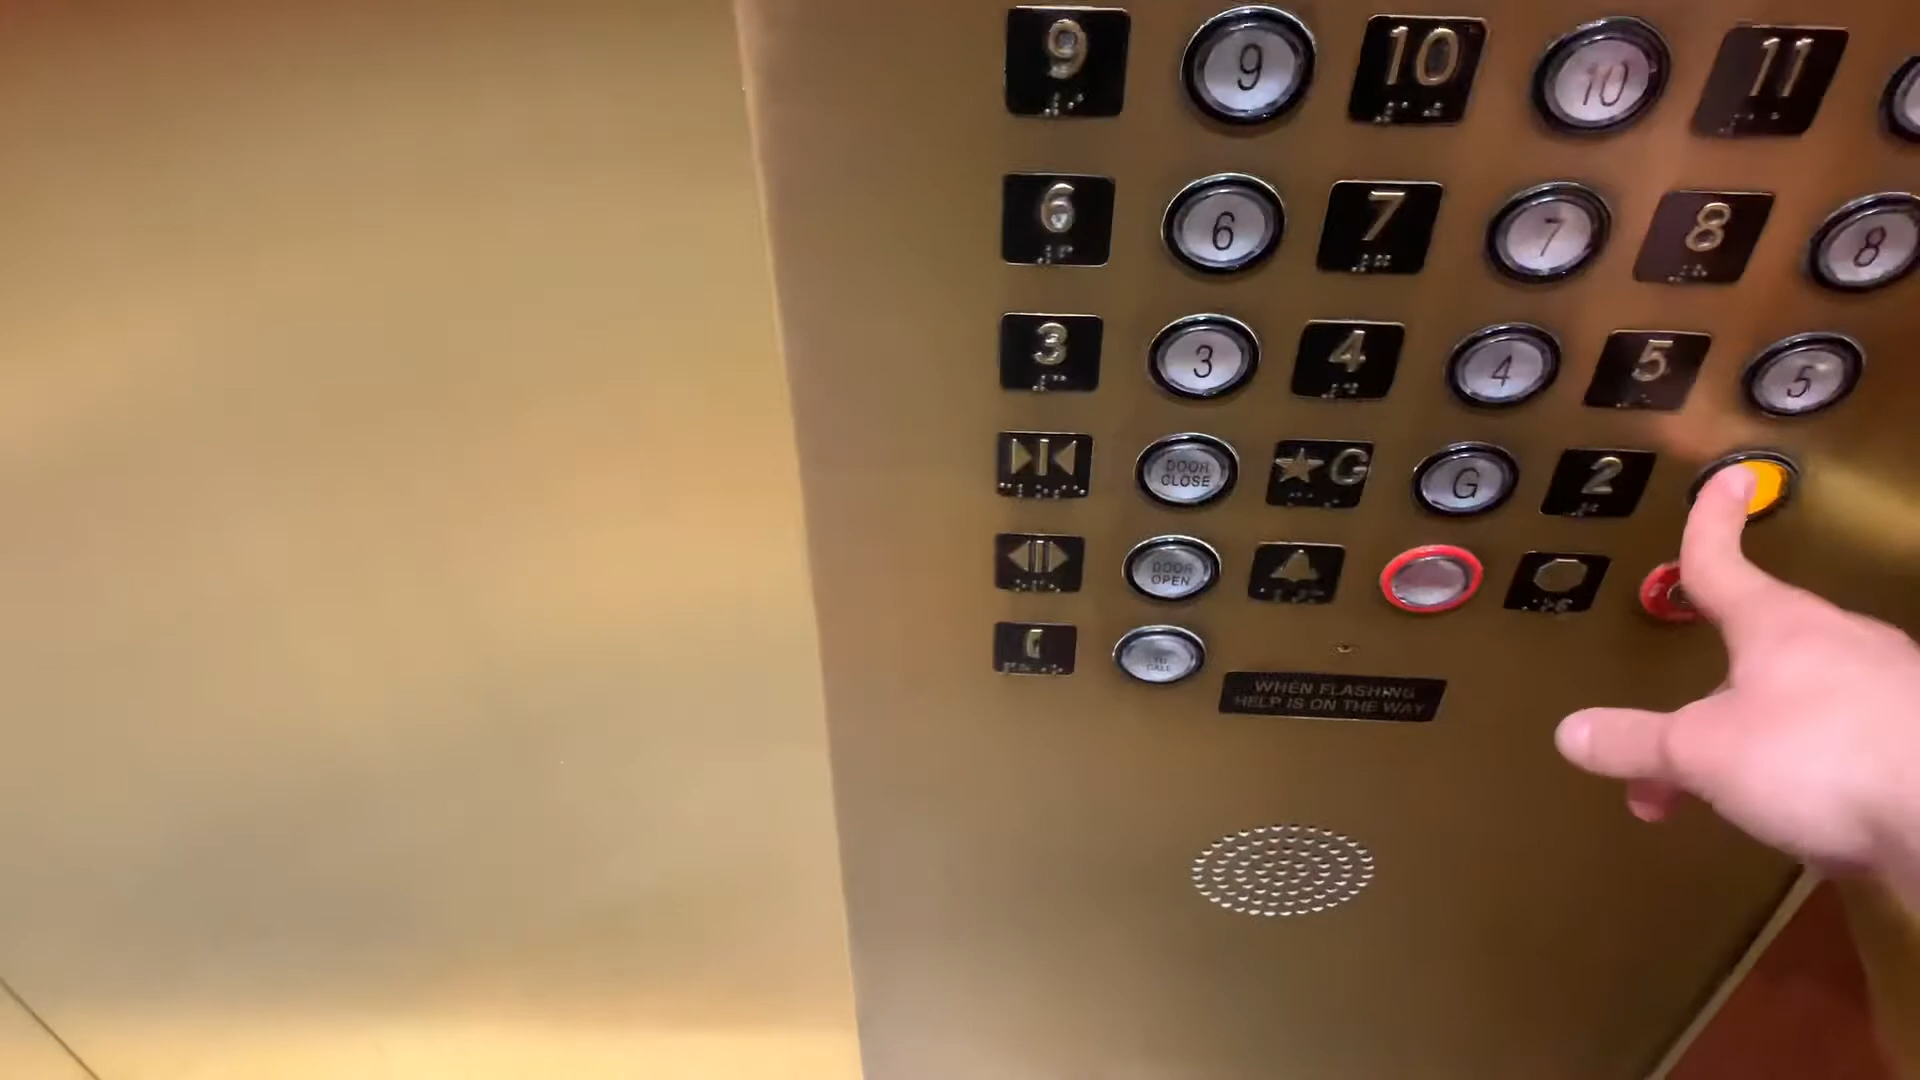 9 9 10 10 11
6 6 7 7 8 8
3 3 4 4 5 5
DOOR CLOSE ★G G 2
DOOR OPEN
WHEN FLASHING
HELP IS ON THE WAY